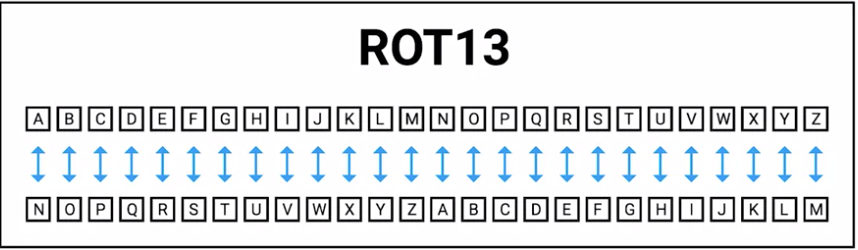 ROT13
A B C D E F G H I J K L M N O P Q R S T U V W X Y Z
N O P Q R S T U V W X Y Z A B C D E F G H I J K L M